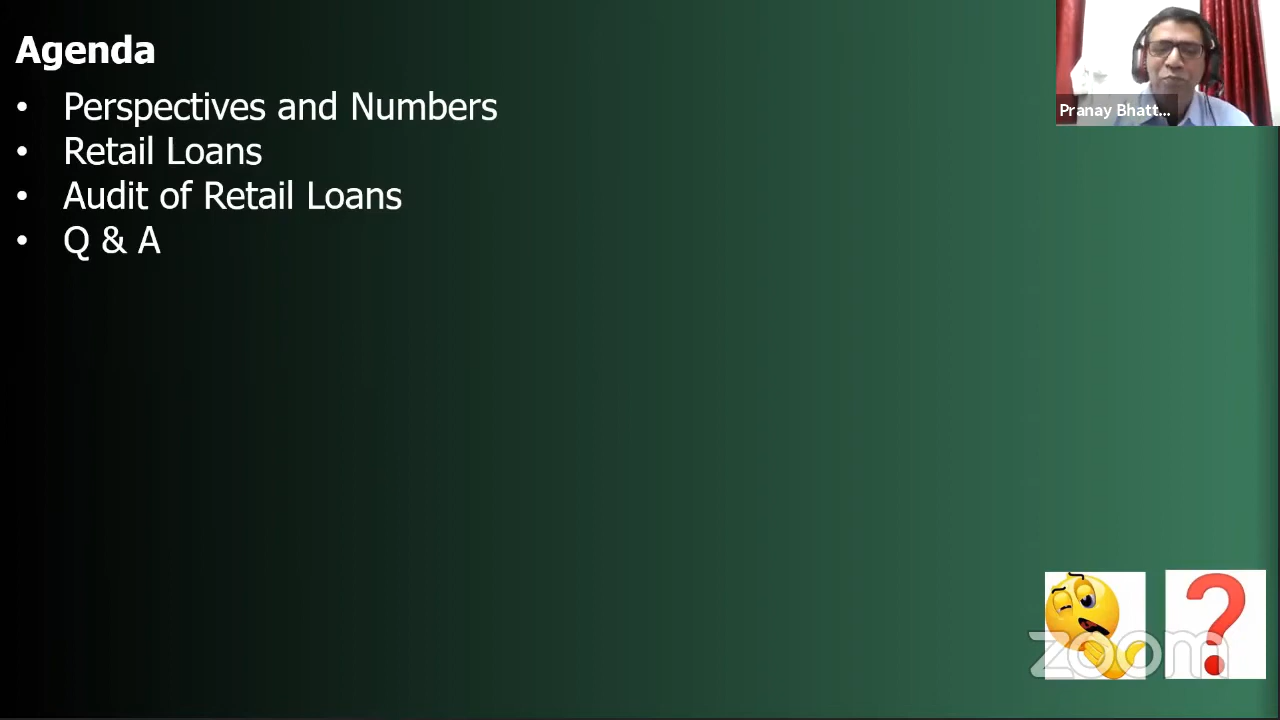 Agenda
• Perspectives and Numbers
• Retail Loans
• Audit of Retail Loans
• Q & A
Pranay Bhatt...
?
zoom